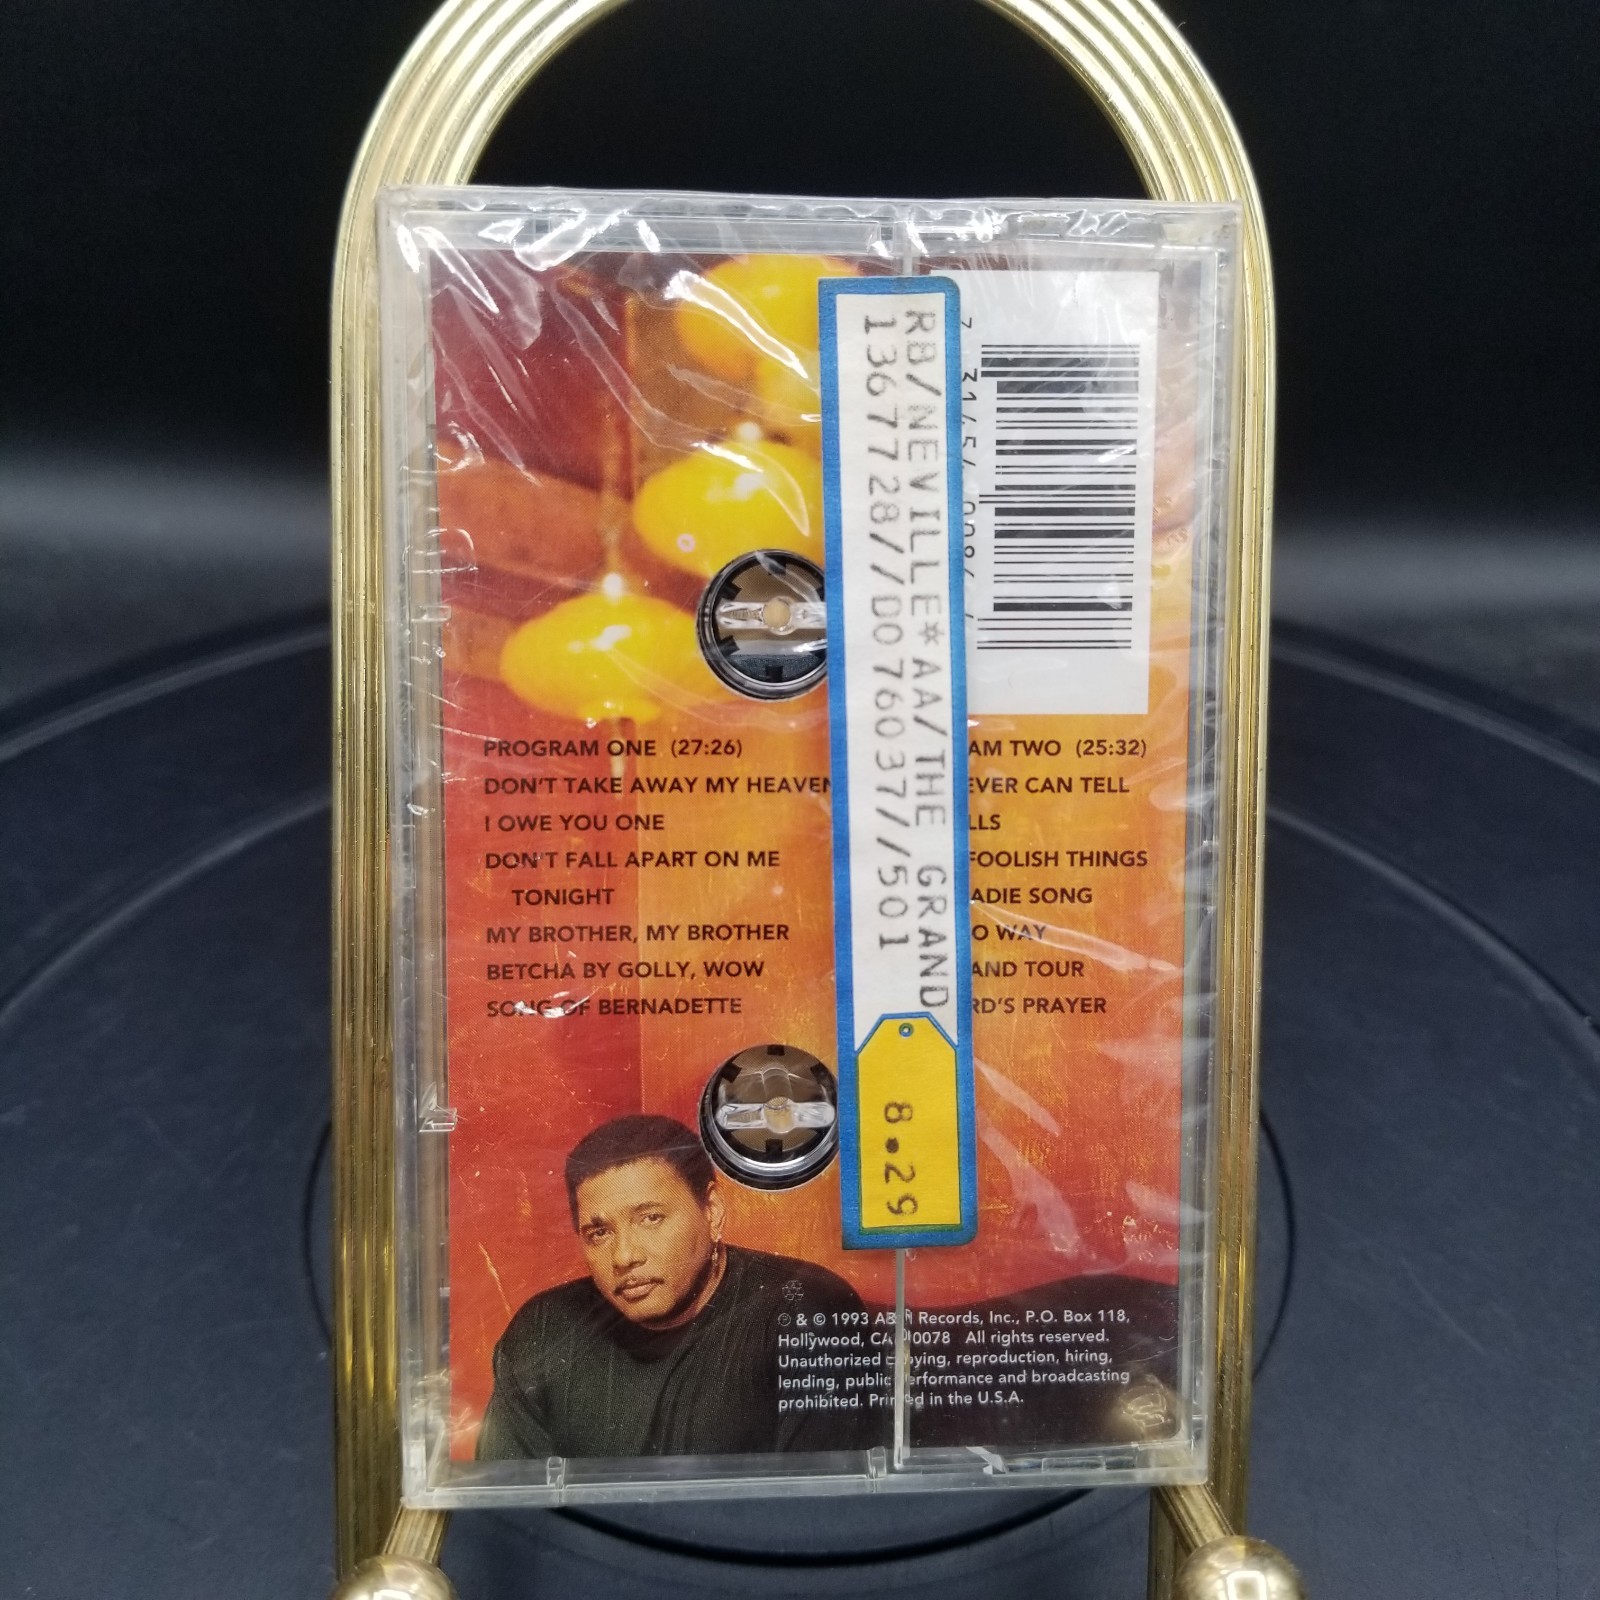 RB/NEVILLE*AA/THE GRAND
1367728//D076037//501
8.29
PROGRAM ONE (27:26)
DON'T TAKE AWAY MY HEAVEN
I OWE YOU ONE
DON'T FALL APART ON ME
TONIGHT
MY BROTHER, MY BROTHER
BETCHA BY GOLLY, WOW
SONG OF BERNADETTE
AM TWO (25:32)
EVER CAN TELL
LLS
FOOLISH THINGS
ADIE SONG
O WAY
AND TOUR
RD'S PRAYER
℗ & © 1993 A&M Records, Inc., P.O. Box 118,
Hollywood, CA 90078 All rights reserved.
Unauthorized copying, reproduction, hiring,
lending, public performance and broadcasting
prohibited. Printed in the U.S.A.